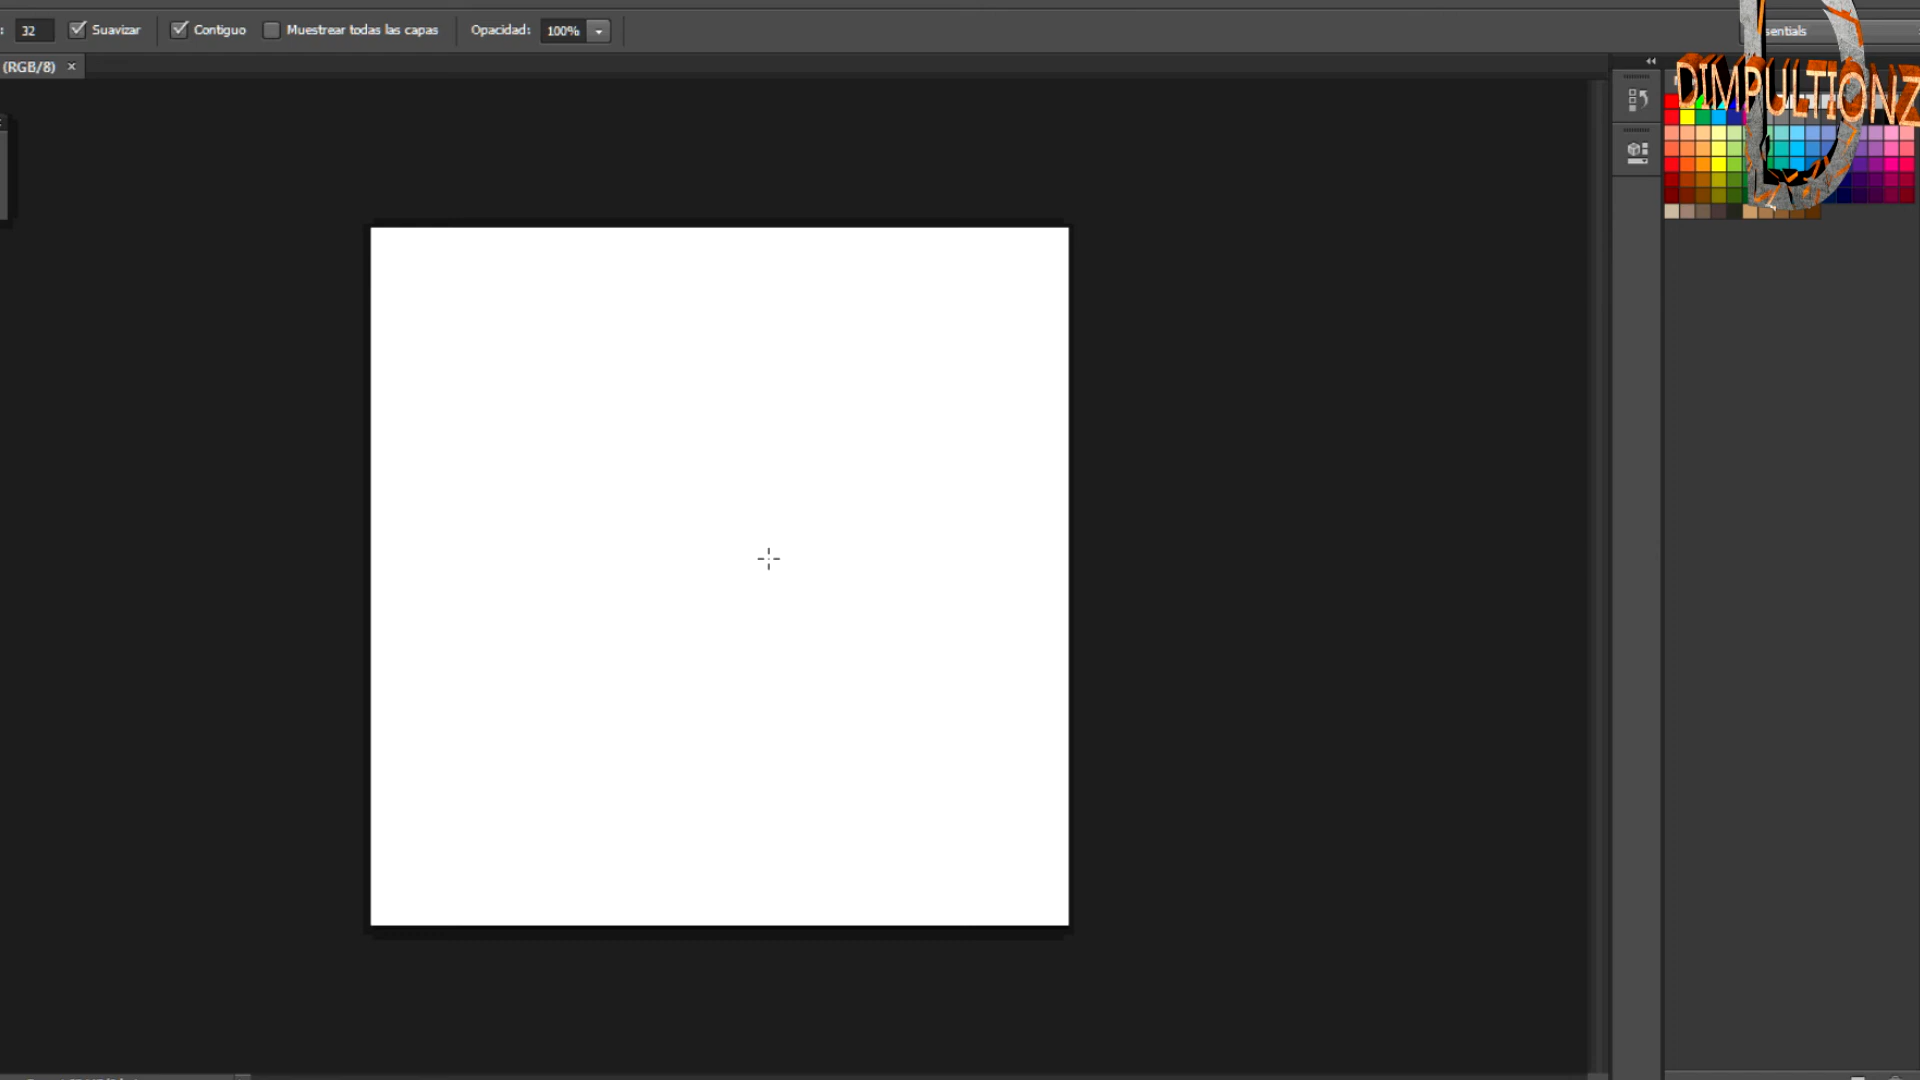 : 32 Suavizar Contiguo Muestrear todas las capas Opacidad: 100%
sentials
(RGB/8) ×
DIMPULTIONZ